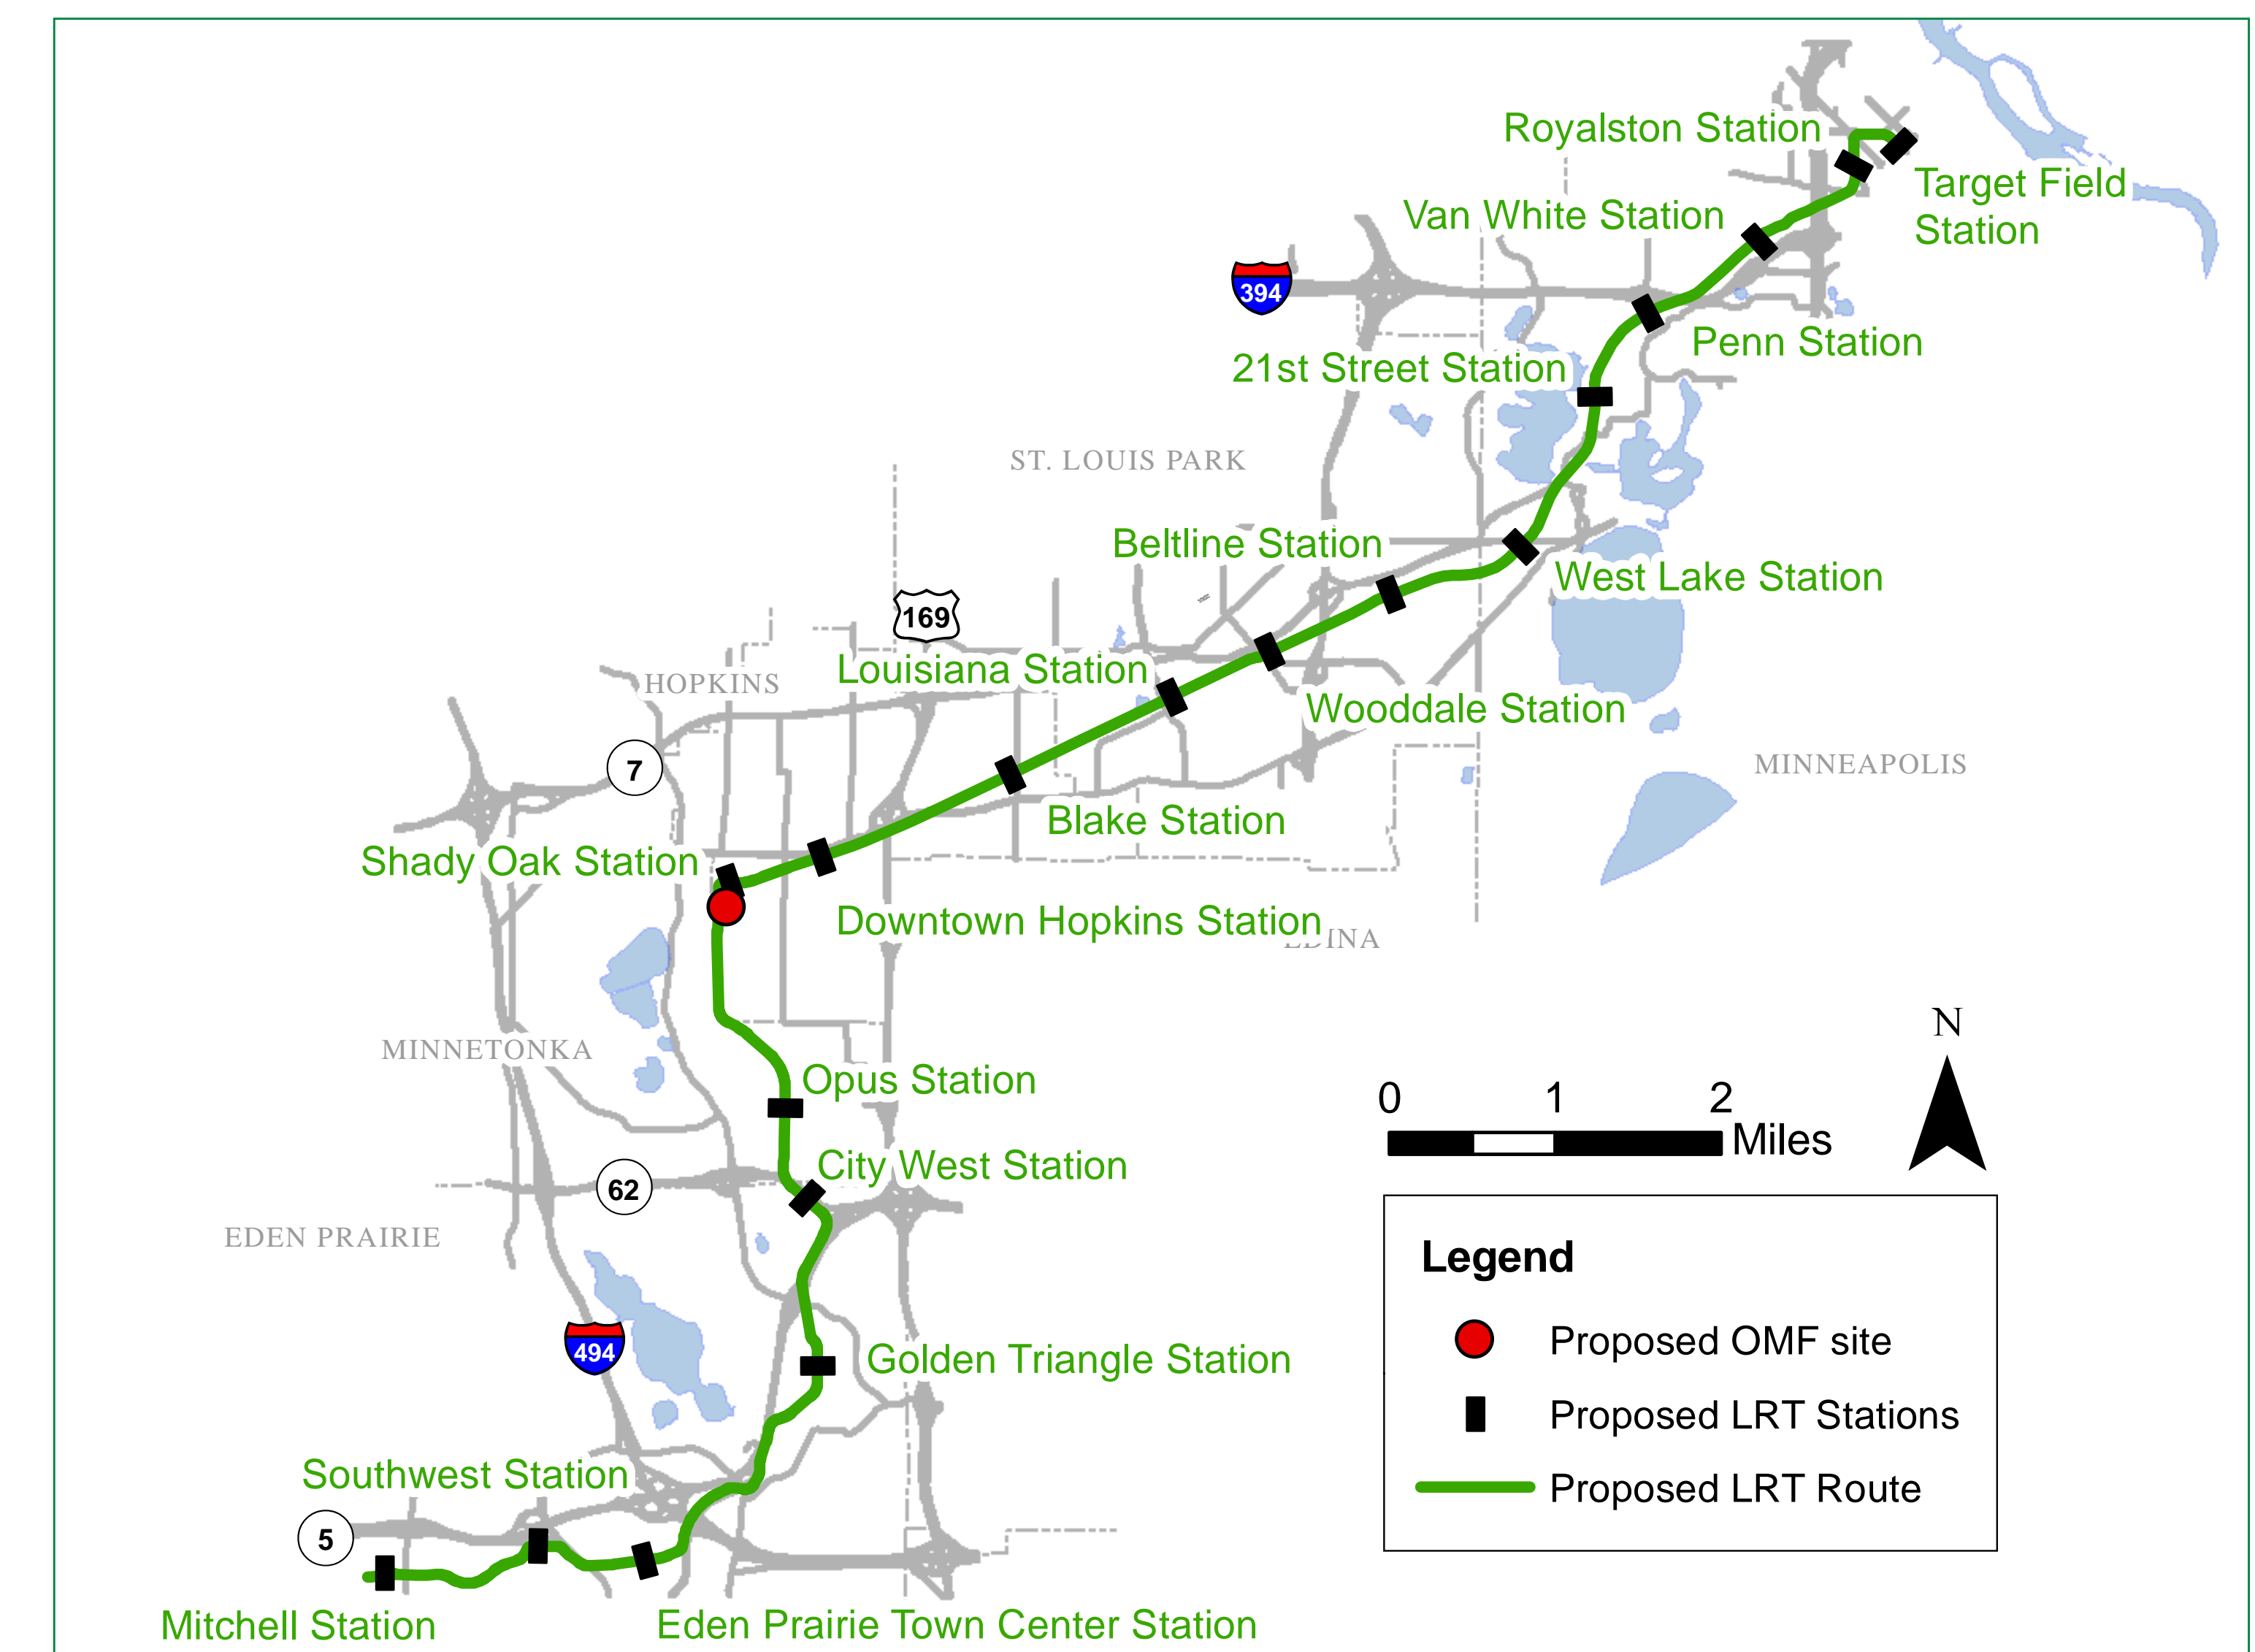 Royalston Station
Target Field
Station
Van White Station
394
Penn Station
21st Street Station
ST. LOUIS PARK
Beltline Station
West Lake Station
169
Louisiana Station
HOPKINS
Wooddale Station
7
MINNEAPOLIS
Blake Station
Shady Oak Station
Downtown Hopkins Station
EDINA
N
MINNETONKA
Opus Station
0 1 2
Miles
City West Station
62
EDEN PRAIRIE
Legend
Proposed OMF site
494
Golden Triangle Station
Proposed LRT Stations
Southwest Station
Proposed LRT Route
5
Mitchell Station
Eden Prairie Town Center Station